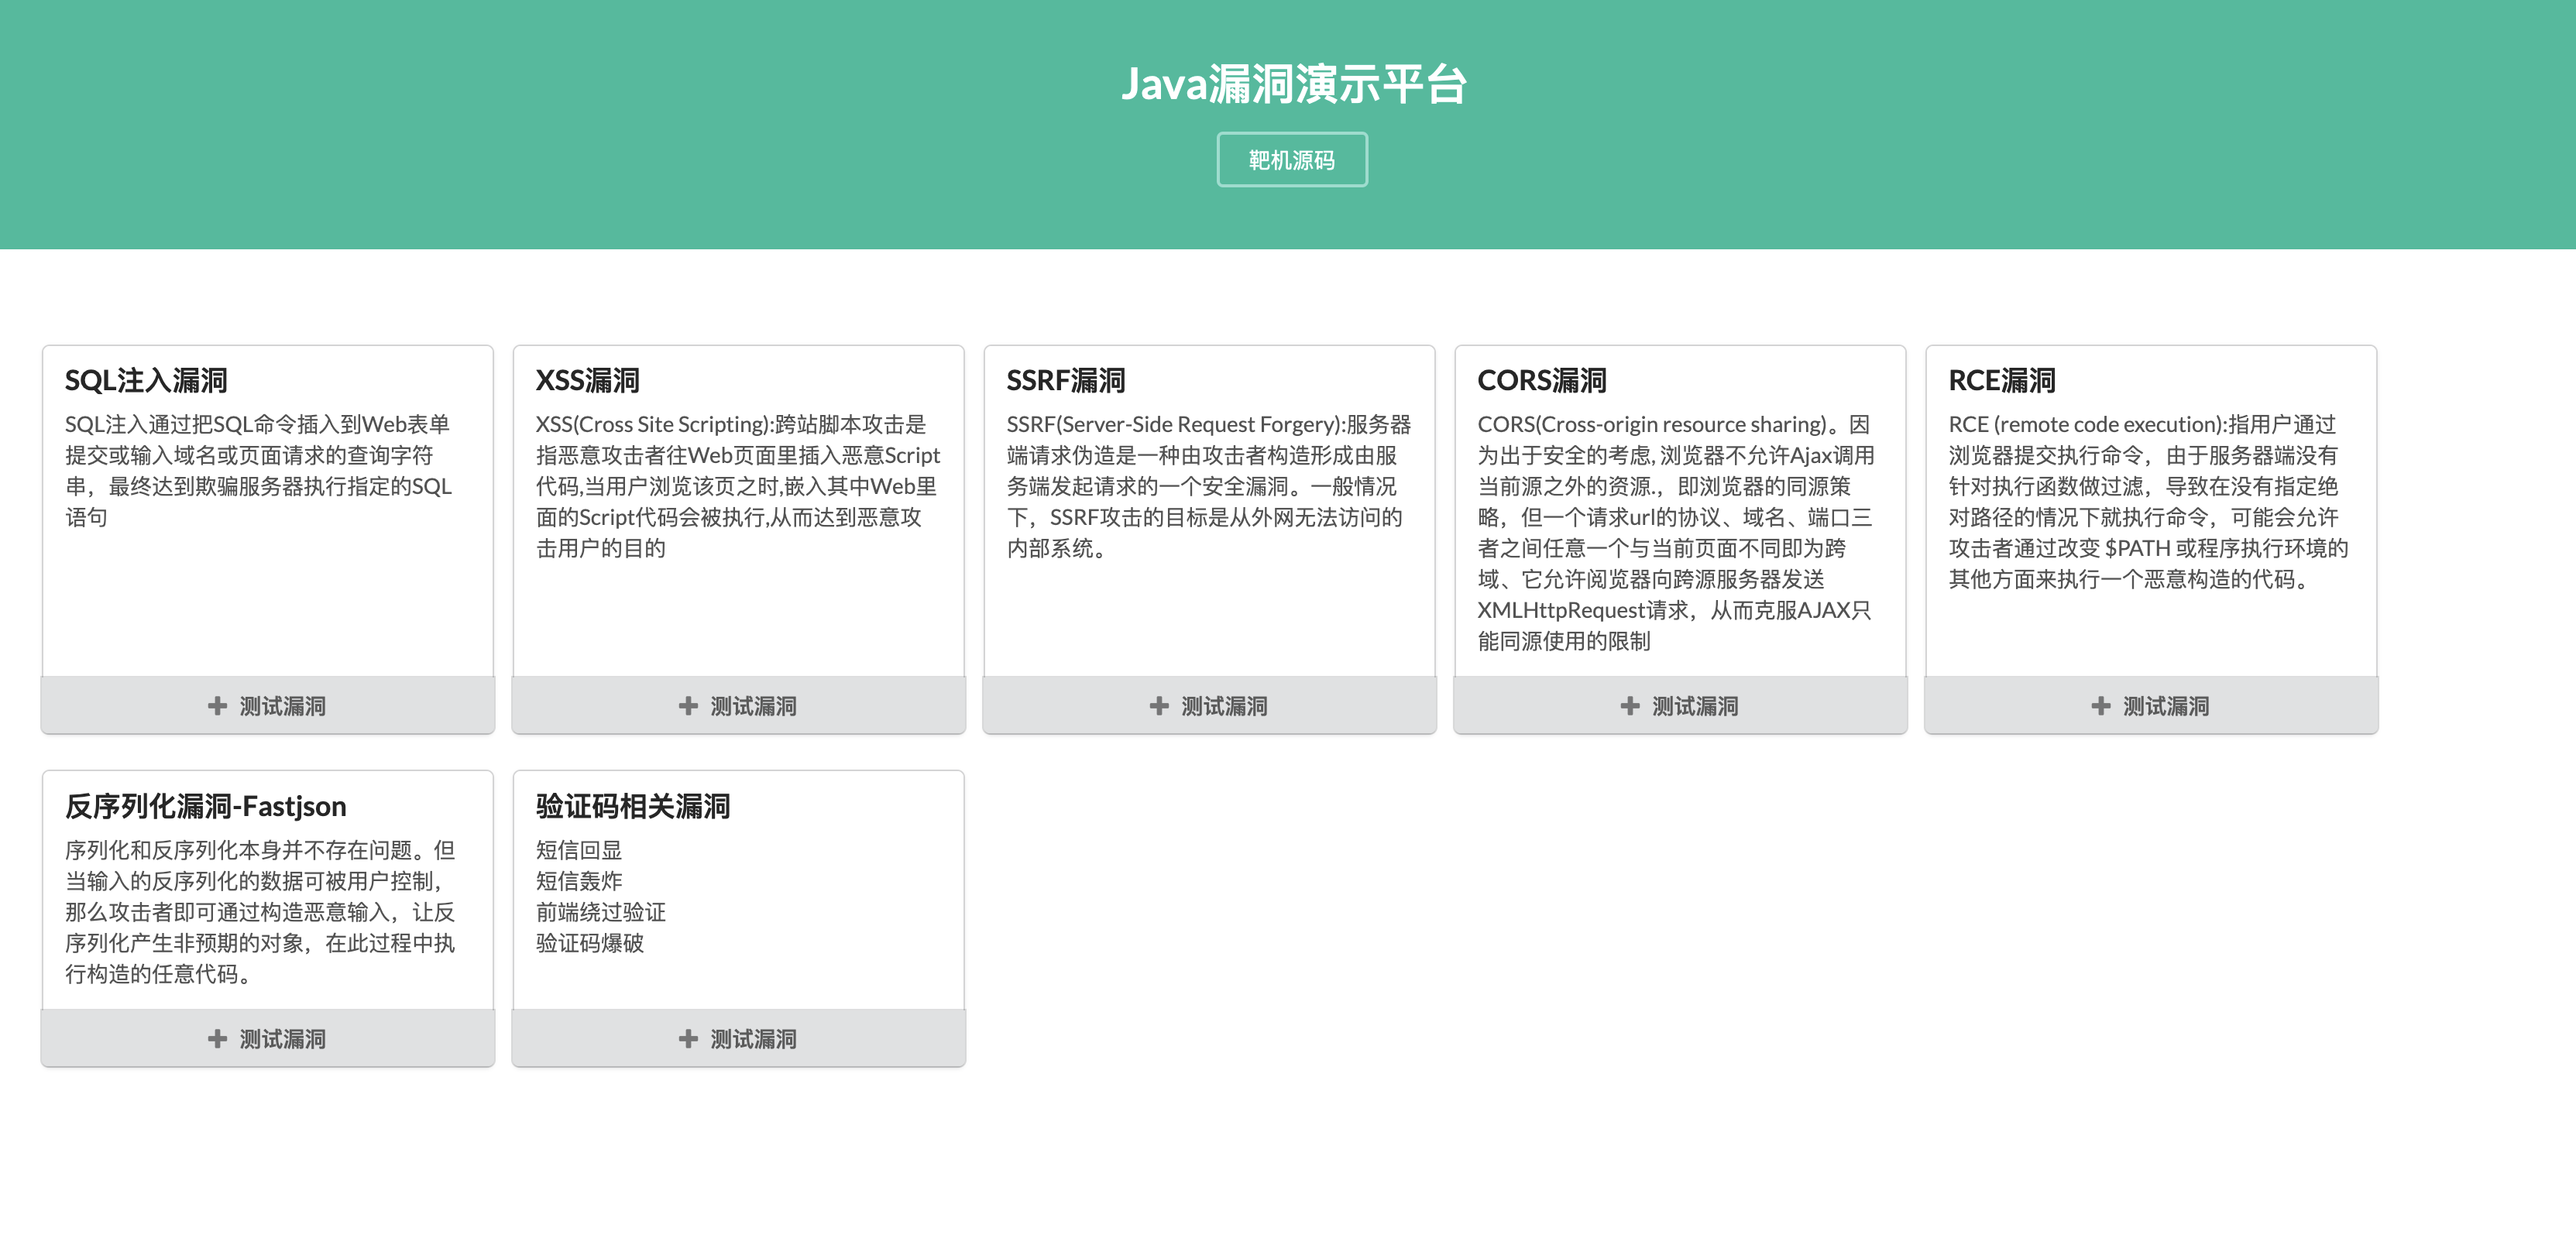 Java漏洞演示平台
靶机源码
SQL注入漏洞
SQL注入通过把SQL命令插入到Web表单
提交或输入域名或页面请求的查询字符
串，最终达到欺骗服务器执行指定的SQL
语句
测试漏洞
XSS漏洞
XSS(Cross Site Scripting):跨站脚本攻击是
指恶意攻击者往Web页面里插入恶意Script
代码,当用户浏览该页之时,嵌入其中Web里
面的Script代码会被执行,从而达到恶意攻
击用户的目的
测试漏洞
SSRF漏洞
SSRF(Server-Side Request Forgery):服务器
端请求伪造是一种由攻击者构造形成由服
务端发起请求的一个安全漏洞。一般情况
下，SSRF攻击的目标是从外网无法访问的
内部系统。
测试漏洞
CORS漏洞
CORS(Cross-origin resource sharing)。因
为出于安全的考虑, 浏览器不允许Ajax调用
当前源之外的资源.，即浏览器的同源策
略，但一个请求url的协议、域名、端口三
者之间任意一个与当前页面不同即为跨
域、它允许阅览器向跨源服务器发送
XMLHttpRequest请求，从而克服AJAX只
能同源使用的限制
测试漏洞
RCE漏洞
RCE (remote code execution):指用户通过
浏览器提交执行命令，由于服务器端没有
针对执行函数做过滤，导致在没有指定绝
对路径的情况下就执行命令，可能会允许
攻击者通过改变 $PATH 或程序执行环境的
其他方面来执行一个恶意构造的代码。
测试漏洞
反序列化漏洞-Fastjson
序列化和反序列化本身并不存在问题。但
当输入的反序列化的数据可被用户控制，
那么攻击者即可通过构造恶意输入，让反
序列化产生非预期的对象，在此过程中执
行构造的任意代码。
测试漏洞
验证码相关漏洞
短信回显
短信轰炸
前端绕过验证
验证码爆破
测试漏洞